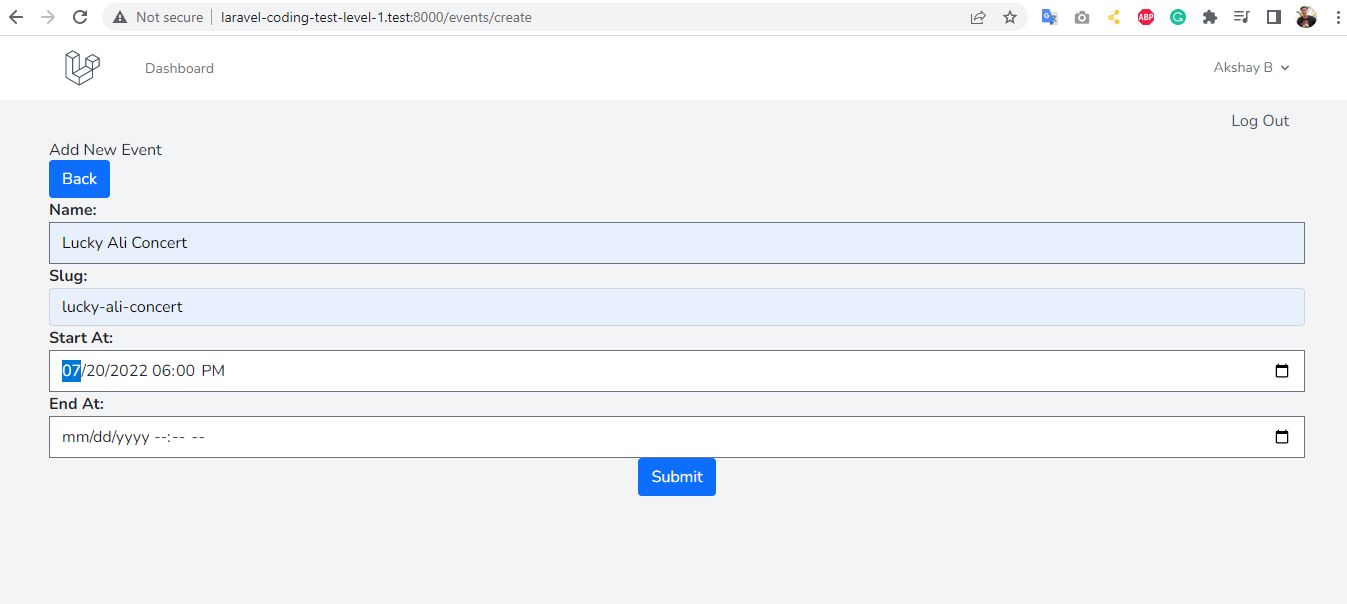 Not secure laravel-coding-test-level-1.test:8000/events/create ABP
Dashboard Akshay B
Log Out
Add New Event
Back
Name:
Lucky Ali Concert
Slug:
lucky-ali-concert
Start At:
07/20/2022 06:00 PM
End At:
mm/dd/yyyy --:-- --
Submit